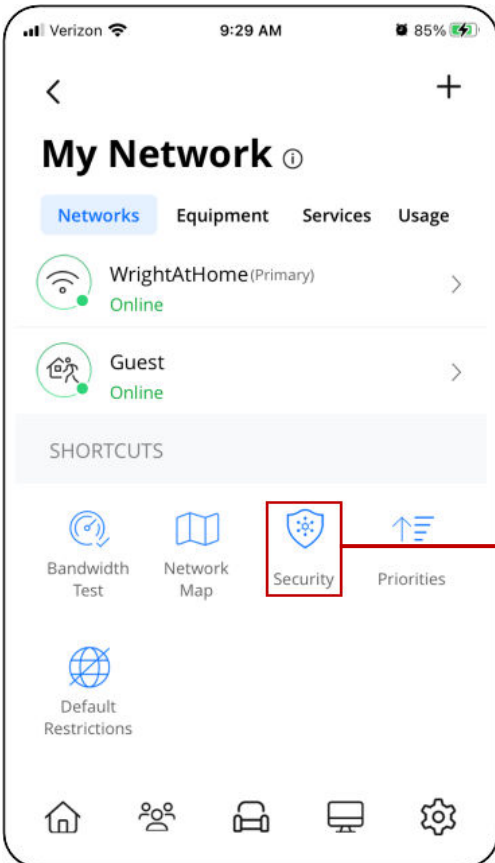 Verizon 9:29 AM 85%
My Network
Networks Equipment Services Usage
WrightAtHome (Primary)
Online
Guest
Online
SHORTCUTS
Bandwidth Test
Network Map
Security
Priorities
Default
Restrictions